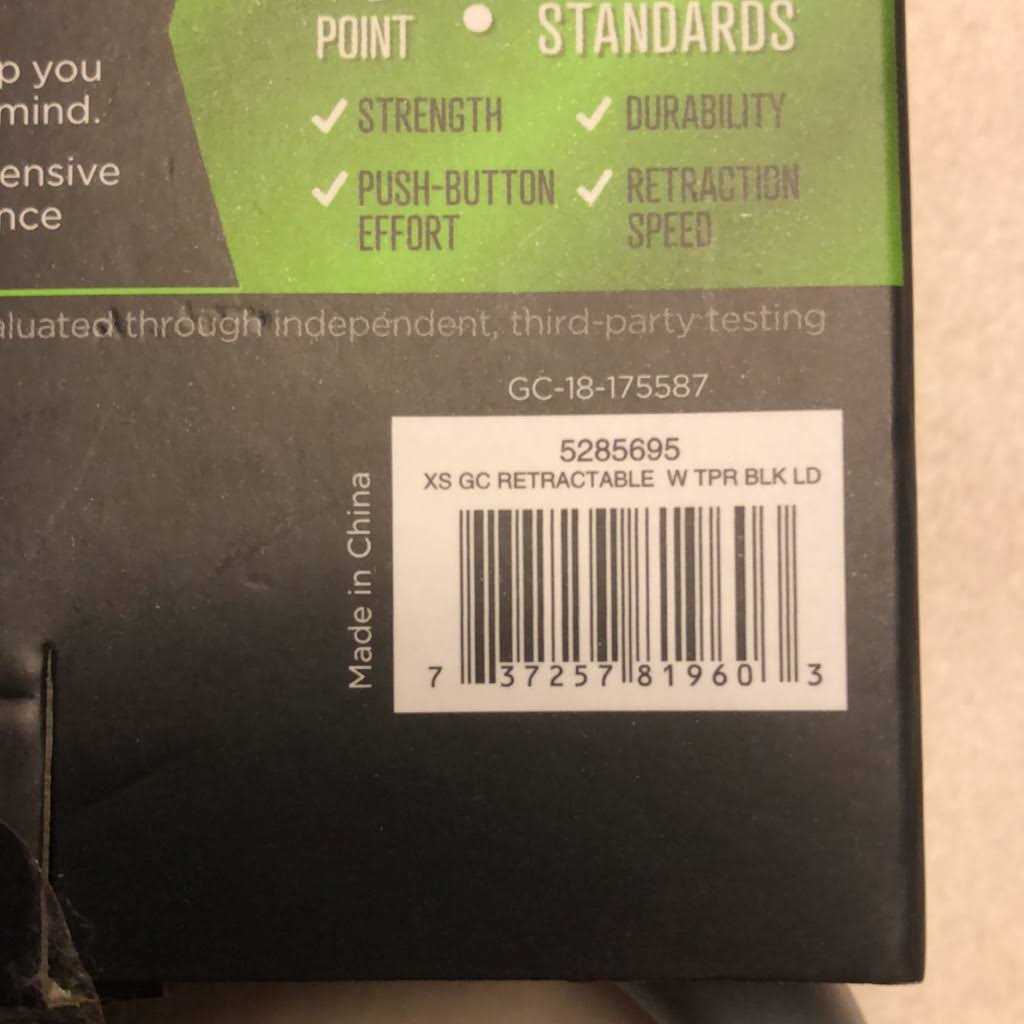 POINT
STANDARDS
p you
mind.
ensive
nce
STRENGTH
DURABILITY
PUSH-BUTTON
EFFORT
RETRACTION
SPEED
aluated through independent, third-party testing
GC-18-175587
Made in China
5285695
XS GC RETRACTABLE W TPR BLK LD
7 37257 81960 3